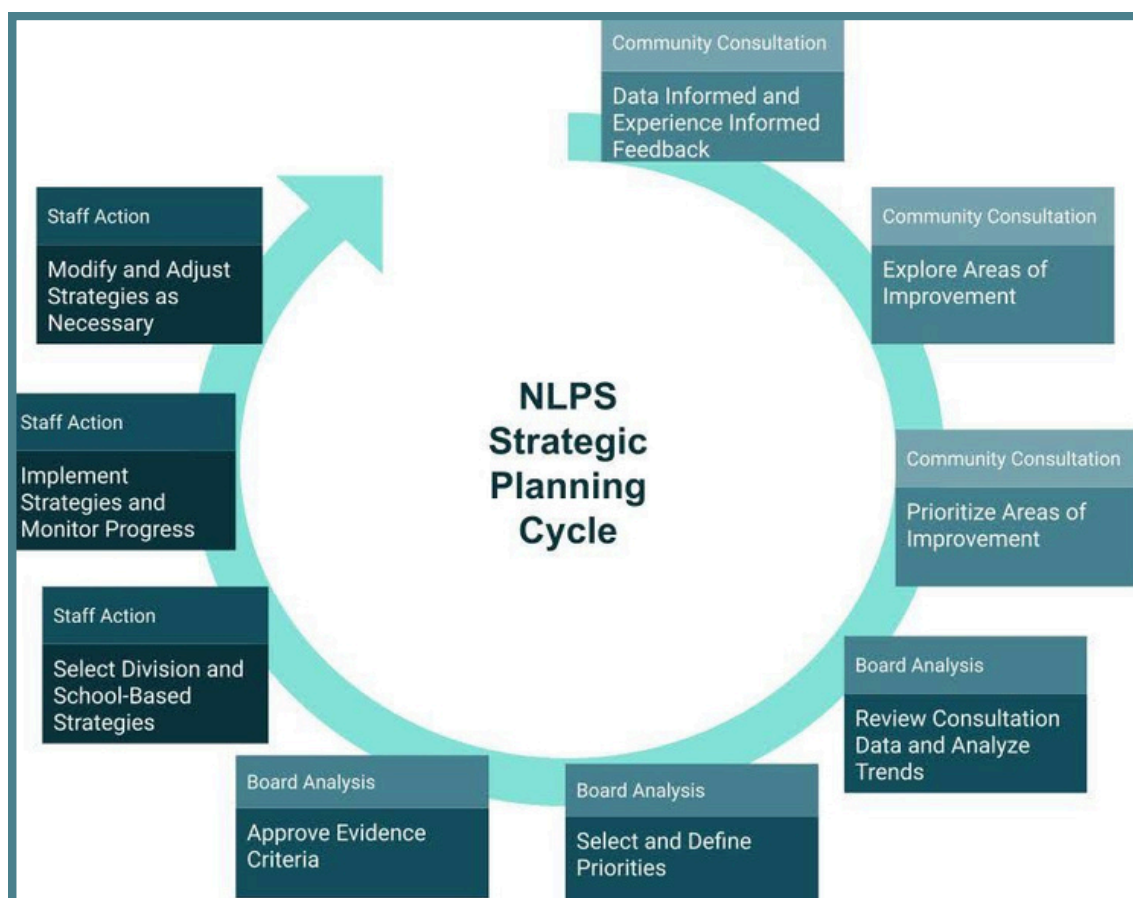 Community Consultation
Data Informed and
Experience Informed
Feedback
Community Consultation
Explore Areas of
Improvement
Community Consultation
Prioritize Areas of
Improvement
Board Analysis
Review Consultation
Data and Analyze
Trends
Board Analysis
Select and Define
Priorities
Board Analysis
Approve Evidence
Criteria
Staff Action
Select Division and
School-Based
Strategies
Staff Action
Implement
Strategies and
Monitor Progress
Staff Action
Modify and Adjust
Strategies as
Necessary
NLPS
Strategic
Planning
Cycle